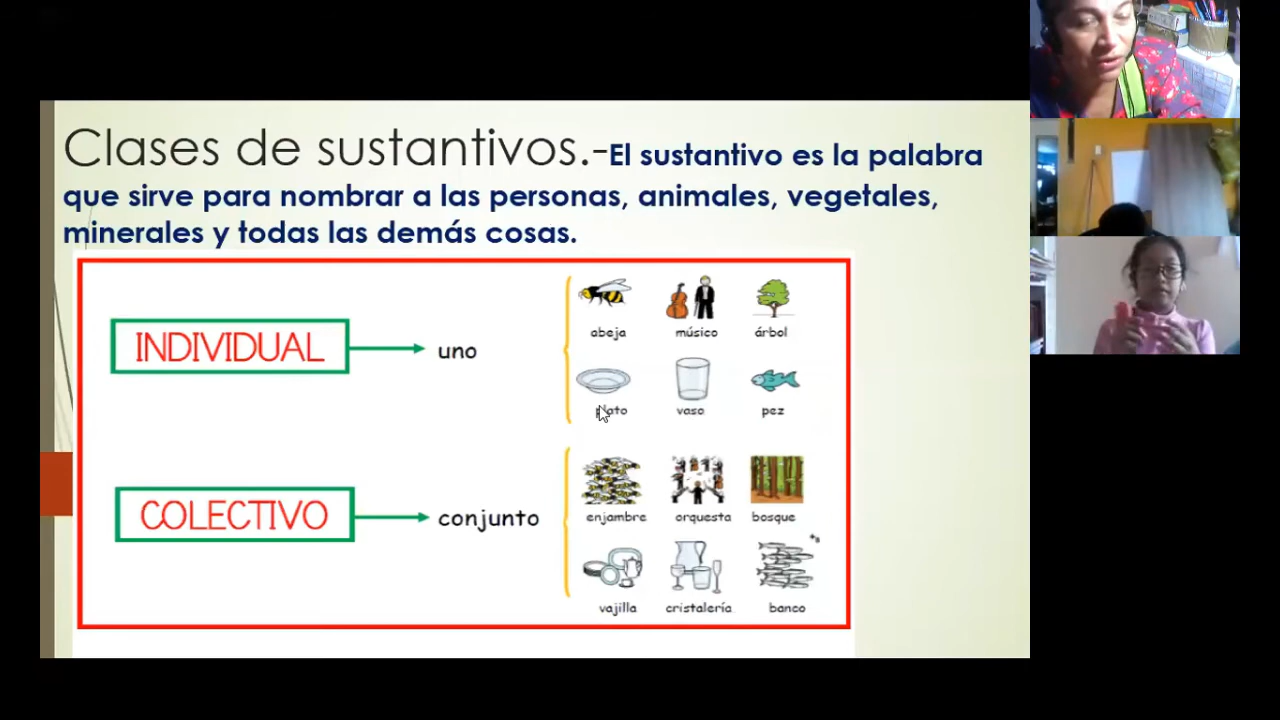 Clases de sustantivos.-El sustantivo es la palabra
que sirve para nombrar a las personas, animales, vegetales,
minerales y todas las demás cosas.
INDIVIDUAL
uno
abeja músico árbol
plato vaso pez
COLECTIVO
conjunto
enjambre orquesta bosque
vajilla cristalería banco